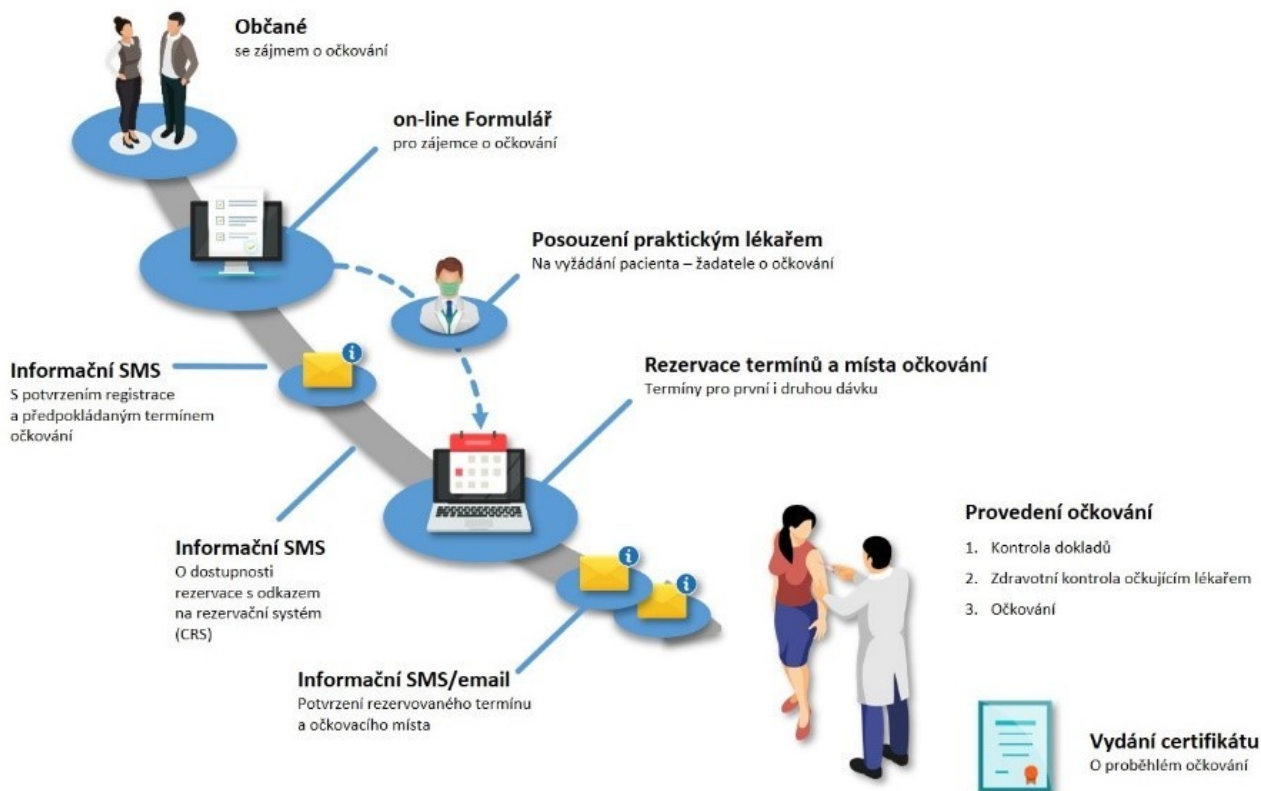 Občané
se zájmem o očkování
on-line Formulář
pro zájemce o očkování
Posouzení praktickým lékařem
Na vyžádání pacienta – žadatele o očkování
Informační SMS
S potvrzením registrace
a předpokládaným termínem
očkování
Rezervace termínů a místa očkování
Termíny pro první i druhou dávku
Informační SMS
O dostupnosti
rezervace s odkazem
na rezervační systém
(CRS)
Informační SMS/email
Potvrzení rezervovaného termínu
a očkovacího místa
Provedení očkování
1. Kontrola dokladů
2. Zdravotní kontrola očkujícím lékařem
3. Očkování
Vydání certifikátu
O proběhlém očkování